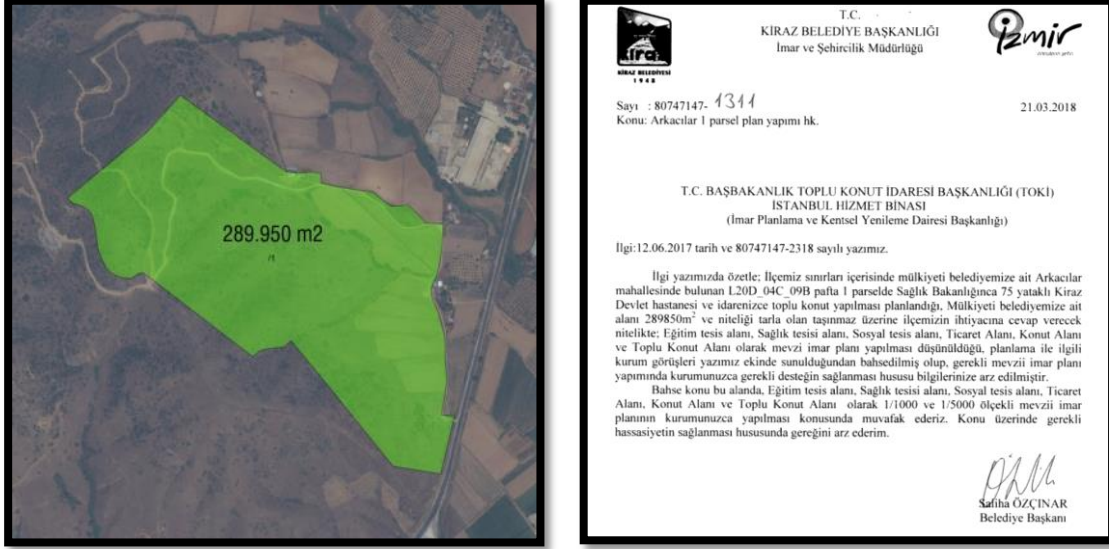 289.950 m2
/1
KİRAZ BELEDİYESİ
1948
T.C.
KİRAZ BELEDİYE BAŞKANLIĞI
İmar ve Şehircilik Müdürlüğü
izmir
Sayı : 80747147- 1311
21.03.2018
Konu: Arkacılar 1 parsel plan yapımı hk.
T.C. BAŞBAKANLIK TOPLU KONUT İDARESİ BAŞKANLIĞI (TOKİ)
İSTANBUL HİZMET BİNASI
(İmar Planlama ve Kentsel Yenileme Dairesi Başkanlığı)
İlgi:12.06.2017 tarih ve 80747147-2318 sayılı yazımız.
İlgi yazımızda özetle; İlçemiz sınırları içerisinde mülkiyeti belediyemize ait Arkacılar
mahallesinde bulunan L20D_04C_09B pafta 1 parselde Sağlık Bakanlığınca 75 yataklı Kiraz
Devlet hastanesi ve idarenizce toplu konut yapılması planlandığı, Mülkiyeti belediyemize ait
alanı 289850m² ve niteliği tarla olan taşınmaz üzerine ilçemizin ihtiyacına cevap verecek
nitelikte; Eğitim tesis alanı, Sağlık tesisi alanı, Sosyal tesis alanı, Ticaret Alanı, Konut Alanı
ve Toplu Konut Alanı olarak mevzi imar planı yapılması düşünüldüğü, planlama ile ilgili
kurum görüşleri yazımız ekinde sunulduğundan bahsedilmiş olup, gerekli mevzii imar planı
yapımında kurumunuzca gerekli desteğin sağlanması hususu bilgilerinize arz edilmiştir.
Bahse konu bu alanda, Eğitim tesis alanı, Sağlık tesisi alanı, Sosyal tesis alanı, Ticaret
Alanı, Konut Alanı ve Toplu Konut Alanı olarak 1/1000 ve 1/5000 ölçekli mevzii imar
planının kurumunuzca yapılması konusunda muvafak ederiz. Konu üzerinde gerekli
hassasiyetin sağlanması hususunda gereğini arz ederim.
Saliha ÖZÇINAR
Belediye Başkanı